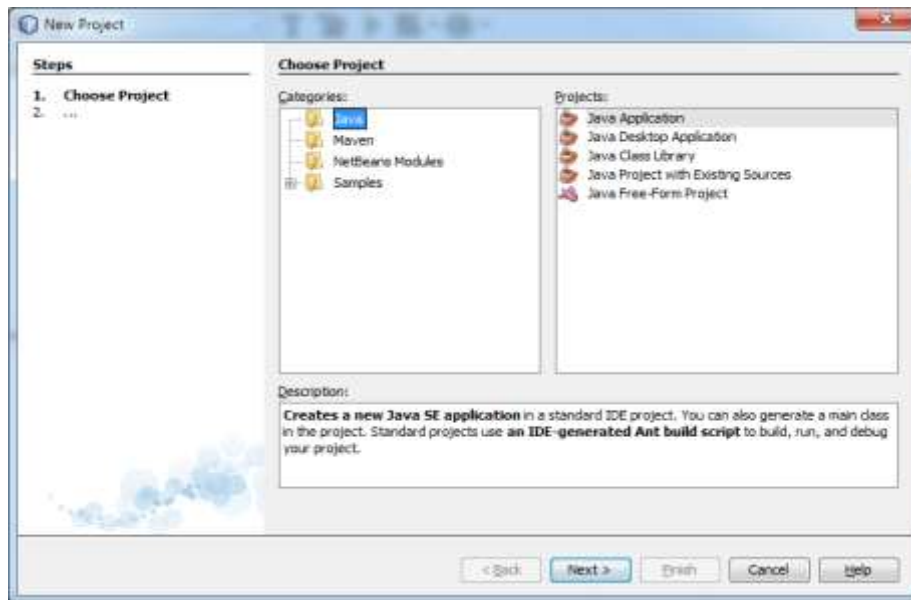 New Project
Steps
1. Choose Project
2. ...
Choose Project
Categories:
Java
Maven
NetBeans Modules
Samples
Projects:
Java Application
Java Desktop Application
Java Class Library
Java Project with Existing Sources
Java Free-Form Project
Description:
Creates a new Java SE application in a standard IDE project. You can also generate a main class
in the project. Standard projects use an IDE-generated Ant build script to build, run, and debug
your project.
< Back
Next >
Finish
Cancel
Help